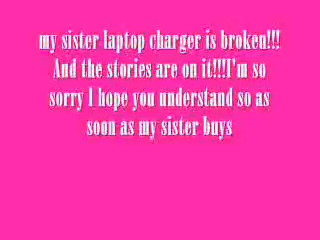 my sister laptop charger is broken!!!
And the stories are on it!!!I'm so
sorry I hope you understand so as
soon as my sister buys